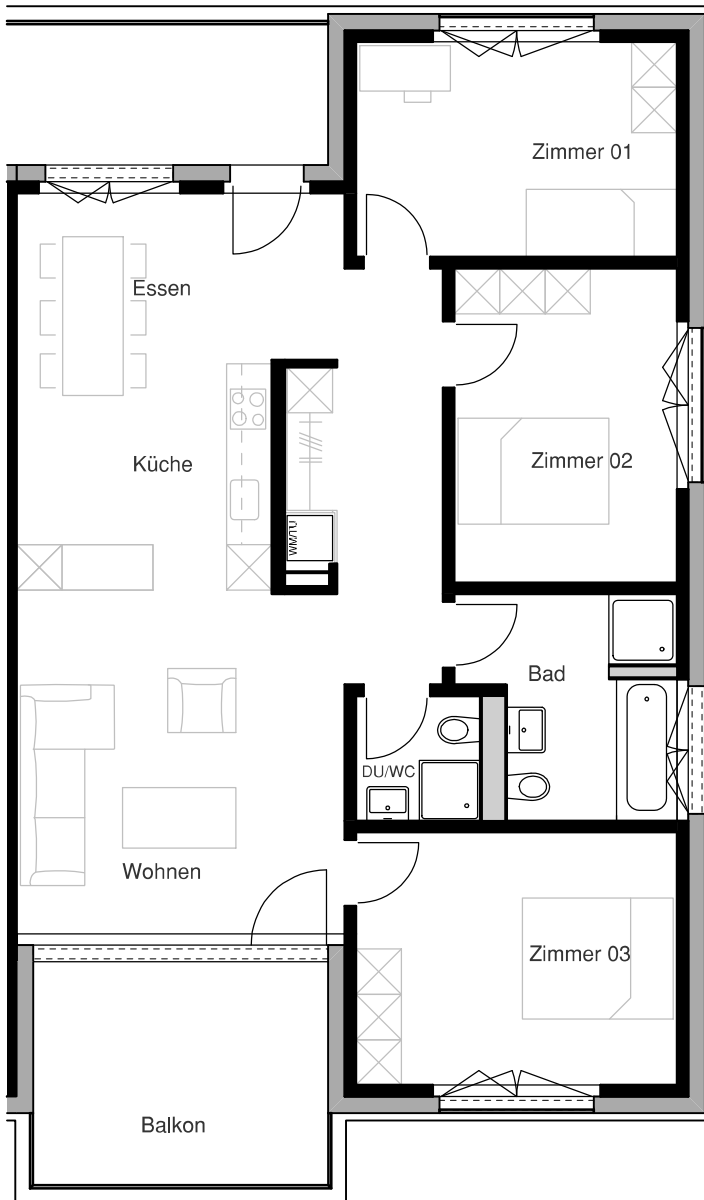 Zimmer 01
Essen
Küche
Zimmer 02
WM/TU
Bad
DU/WC
Wohnen
Zimmer 03
Balkon